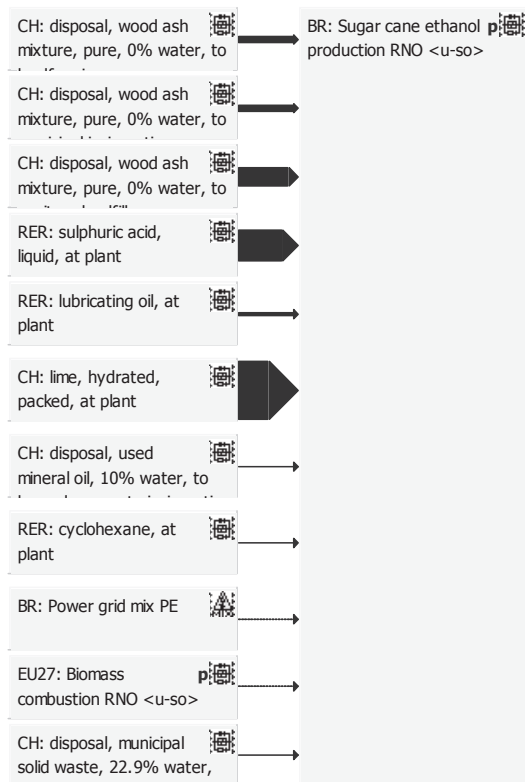 CH: disposal, wood ash
mixture, pure, 0% water, to
CH: disposal, wood ash
mixture, pure, 0% water, to
CH: disposal, wood ash
mixture, pure, 0% water, to
RER: sulphuric acid,
liquid, at plant
RER: lubricating oil, at
plant
CH: lime, hydrated,
packed, at plant
CH: disposal, used
mineral oil, 10% water, to
RER: cyclohexane, at
plant
BR: Power grid mix PE
EU27: Biomass p
combustion RNO <u-so>
CH: disposal, municipal
solid waste, 22.9% water,
BR: Sugar cane ethanol p
production RNO <u-so>